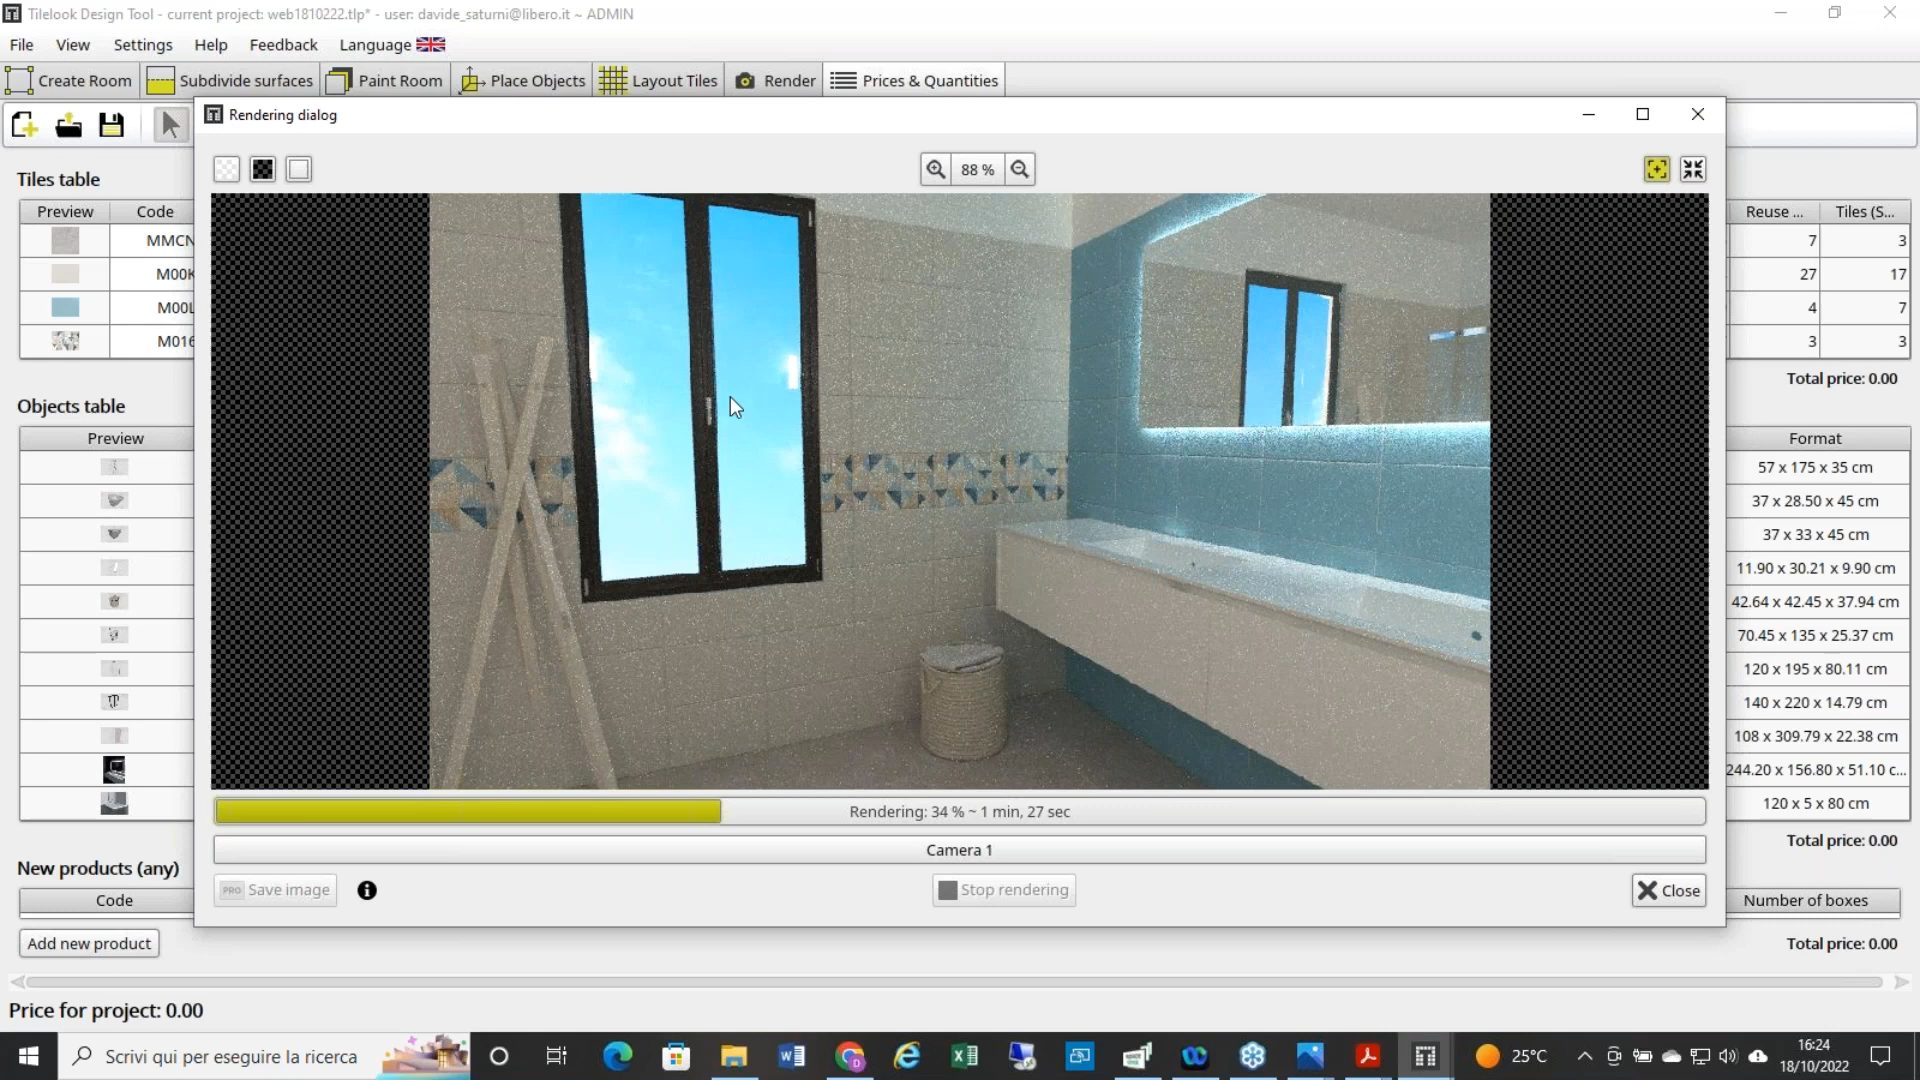 Tilelook Design Tool - current project: web1810222.tlp* - user: davide_saturni@libero.it ~ ADMIN
File View Settings Help Feedback Language
Create Room Subdivide surfaces Paint Room Place Objects Layout Tiles Render Prices & Quantities
Rendering dialog
88 %
Tiles table
Preview Code Reuse ... Tiles (S...
MMCN 7 3
M00K 27 17
M00L 4 7
M016 3 3
Total price: 0.00
Objects table
Preview Format
57 x 175 x 35 cm
37 x 28.50 x 45 cm
37 x 33 x 45 cm
11.90 x 30.21 x 9.90 cm
42.64 x 42.45 x 37.94 cm
70.45 x 135 x 25.37 cm
120 x 195 x 80.11 cm
140 x 220 x 14.79 cm
108 x 309.79 x 22.38 cm
244.20 x 156.80 x 51.10 c...
120 x 5 x 80 cm
Rendering: 34 % ~ 1 min, 27 sec
Total price: 0.00
Camera 1
New products (any)
PRO Save image Stop rendering Close
Code Number of boxes
Add new product
Total price: 0.00
Price for project: 0.00
Scrivi qui per eseguire la ricerca
25°C
16:24
18/10/2022